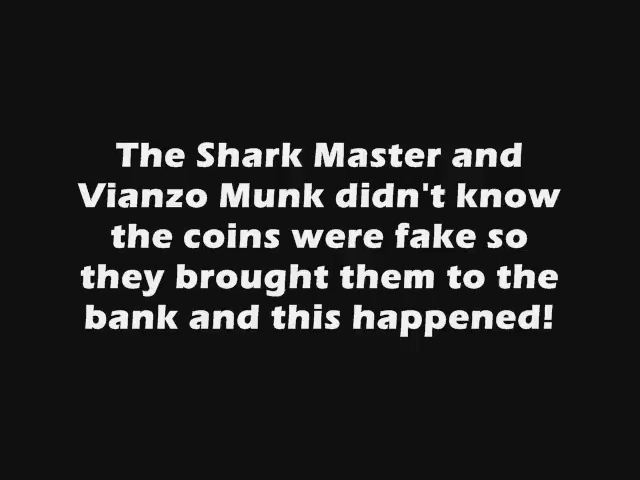 The Shark Master and
Vianzo Munk didn't know
the coins were fake so
they brought them to the
bank and this happened!